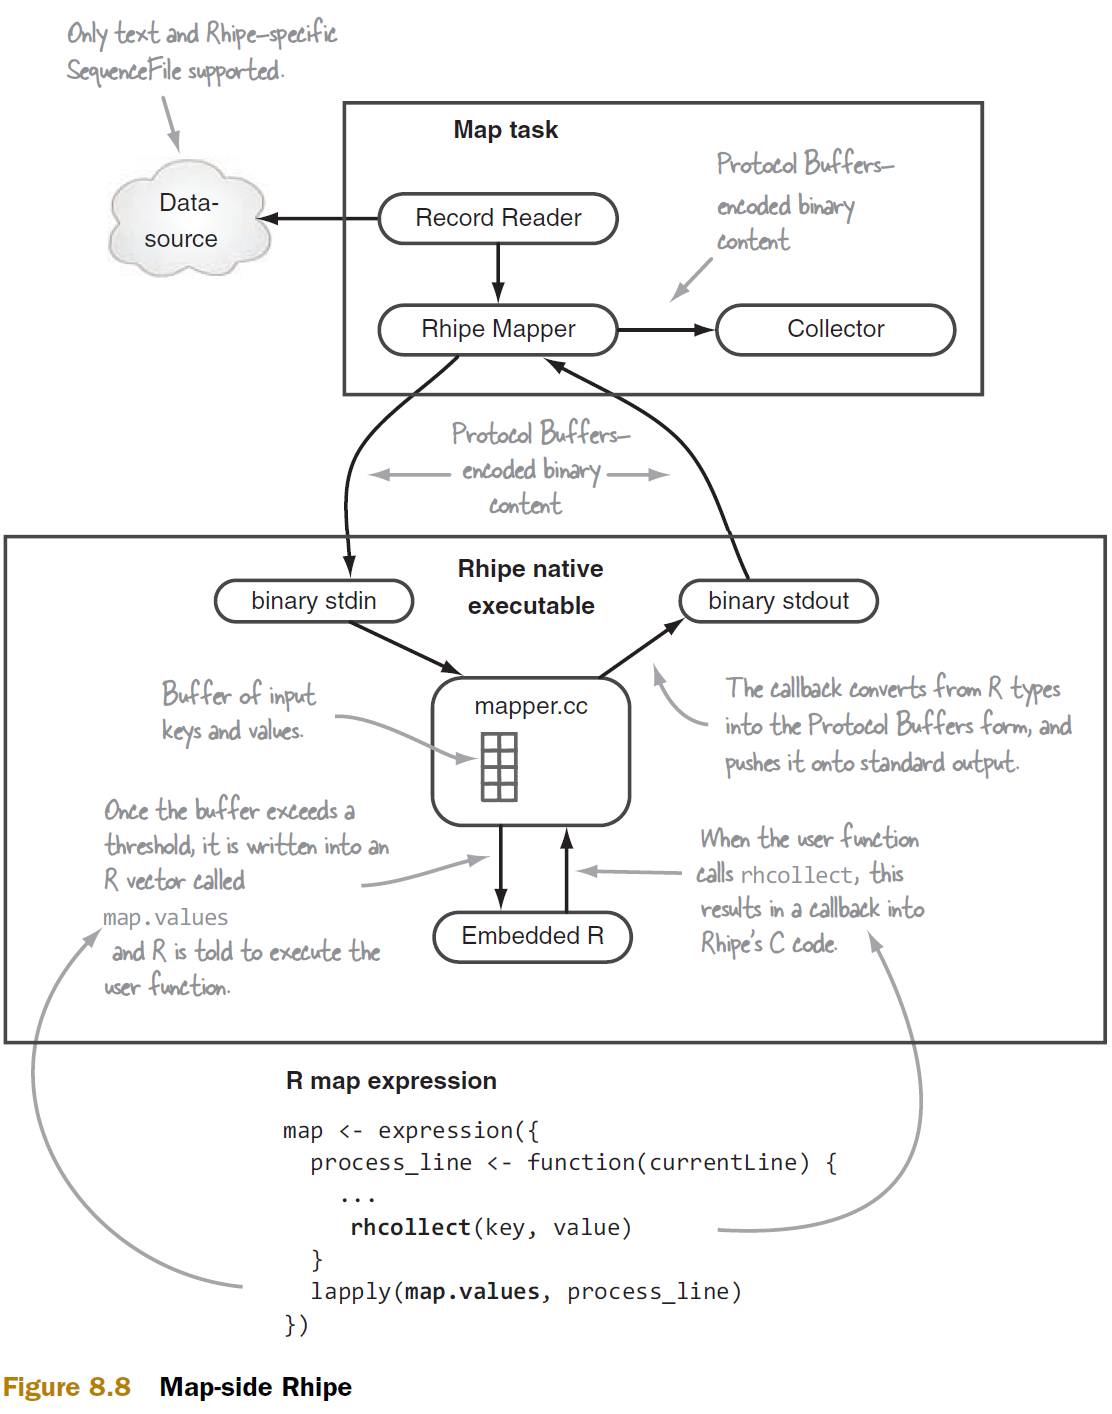 Only text and Rhipe-specific
SequenceFile supported.
Map task
Protocol Buffers-
encoded binary
content
Data-
source
Record Reader
Rhipe Mapper
Collector
Protocol Buffers-
encoded binary
content
Rhipe native
executable
binary stdin
binary stdout
mapper.cc
Buffer of input
keys and values.
The callback converts from R types
into the Protocol Buffers form, and
pushes it onto standard output.
Once the buffer exceeds a
threshold, it is written into an
R vector called
map.values
and R is told to execute the
user function.
When the user function
calls rhcollect, this
results in a callback into
Rhipe's C code.
Embedded R
R map expression
map <- expression({
process_line <- function(currentLine) {
...
rhcollect(key, value)
}
lapply(map.values, process_line)
})
Figure 8.8 Map-side Rhipe